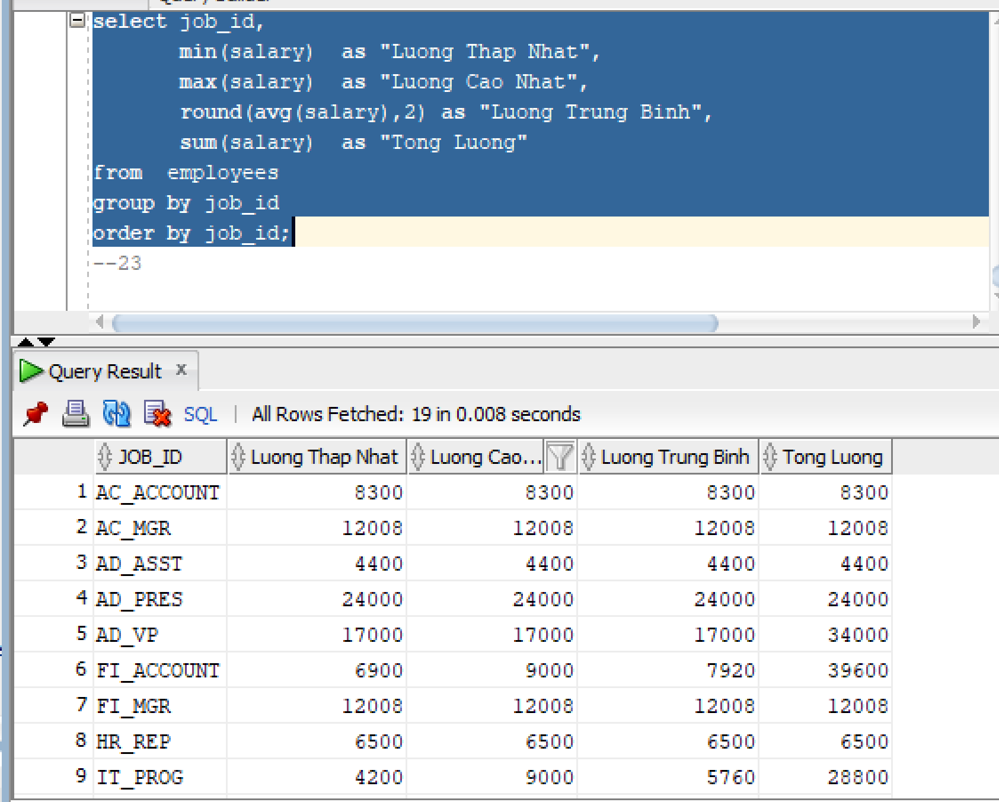 select job_id,
min(salary) as "Luong Thap Nhat",
max(salary) as "Luong Cao Nhat",
round(avg(salary),2) as "Luong Trung Binh",
sum(salary) as "Tong Luong"
from employees
group by job_id
order by job_id;
--23
Query Result x
SQL | All Rows Fetched: 19 in 0.008 seconds
JOB_ID Luong Thap Nhat Luong Cao... Luong Trung Binh Tong Luong
1 AC_ACCOUNT 8300 8300 8300 8300
2 AC_MGR 12008 12008 12008 12008
3 AD_ASST 4400 4400 4400 4400
4 AD_PRES 24000 24000 24000 24000
5 AD_VP 17000 17000 17000 34000
6 FI_ACCOUNT 6900 9000 7920 39600
7 FI_MGR 12008 12008 12008 12008
8 HR_REP 6500 6500 6500 6500
9 IT_PROG 4200 9000 5760 28800